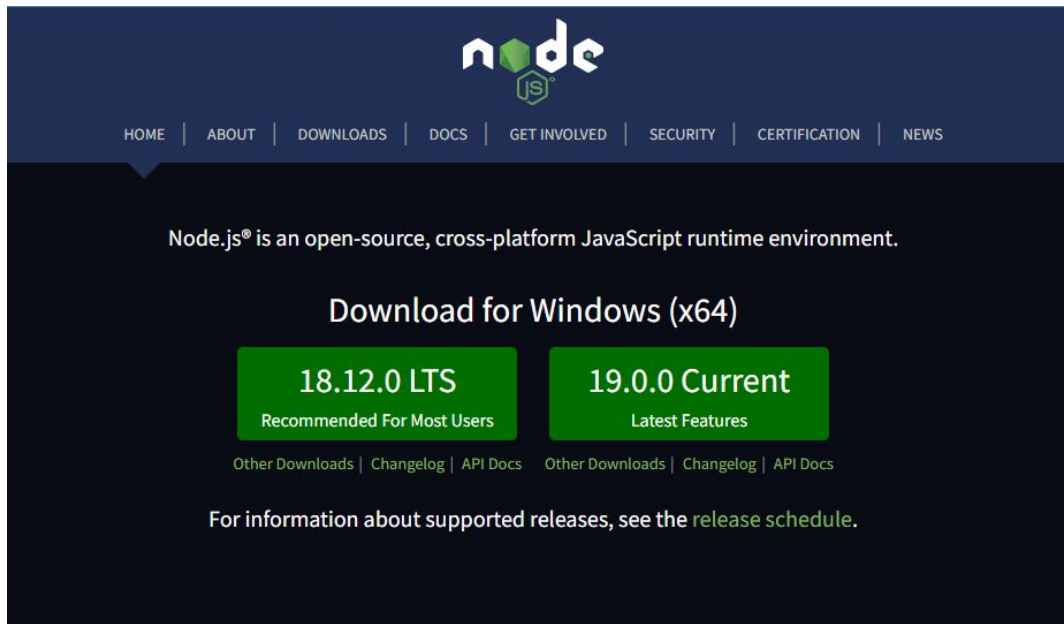 node
JS
HOME | ABOUT | DOWNLOADS | DOCS | GET INVOLVED | SECURITY | CERTIFICATION | NEWS
Node.js® is an open-source, cross-platform JavaScript runtime environment.
Download for Windows (x64)
18.12.0 LTS
Recommended For Most Users
19.0.0 Current
Latest Features
Other Downloads | Changelog | API Docs
Other Downloads | Changelog | API Docs
For information about supported releases, see the release schedule.